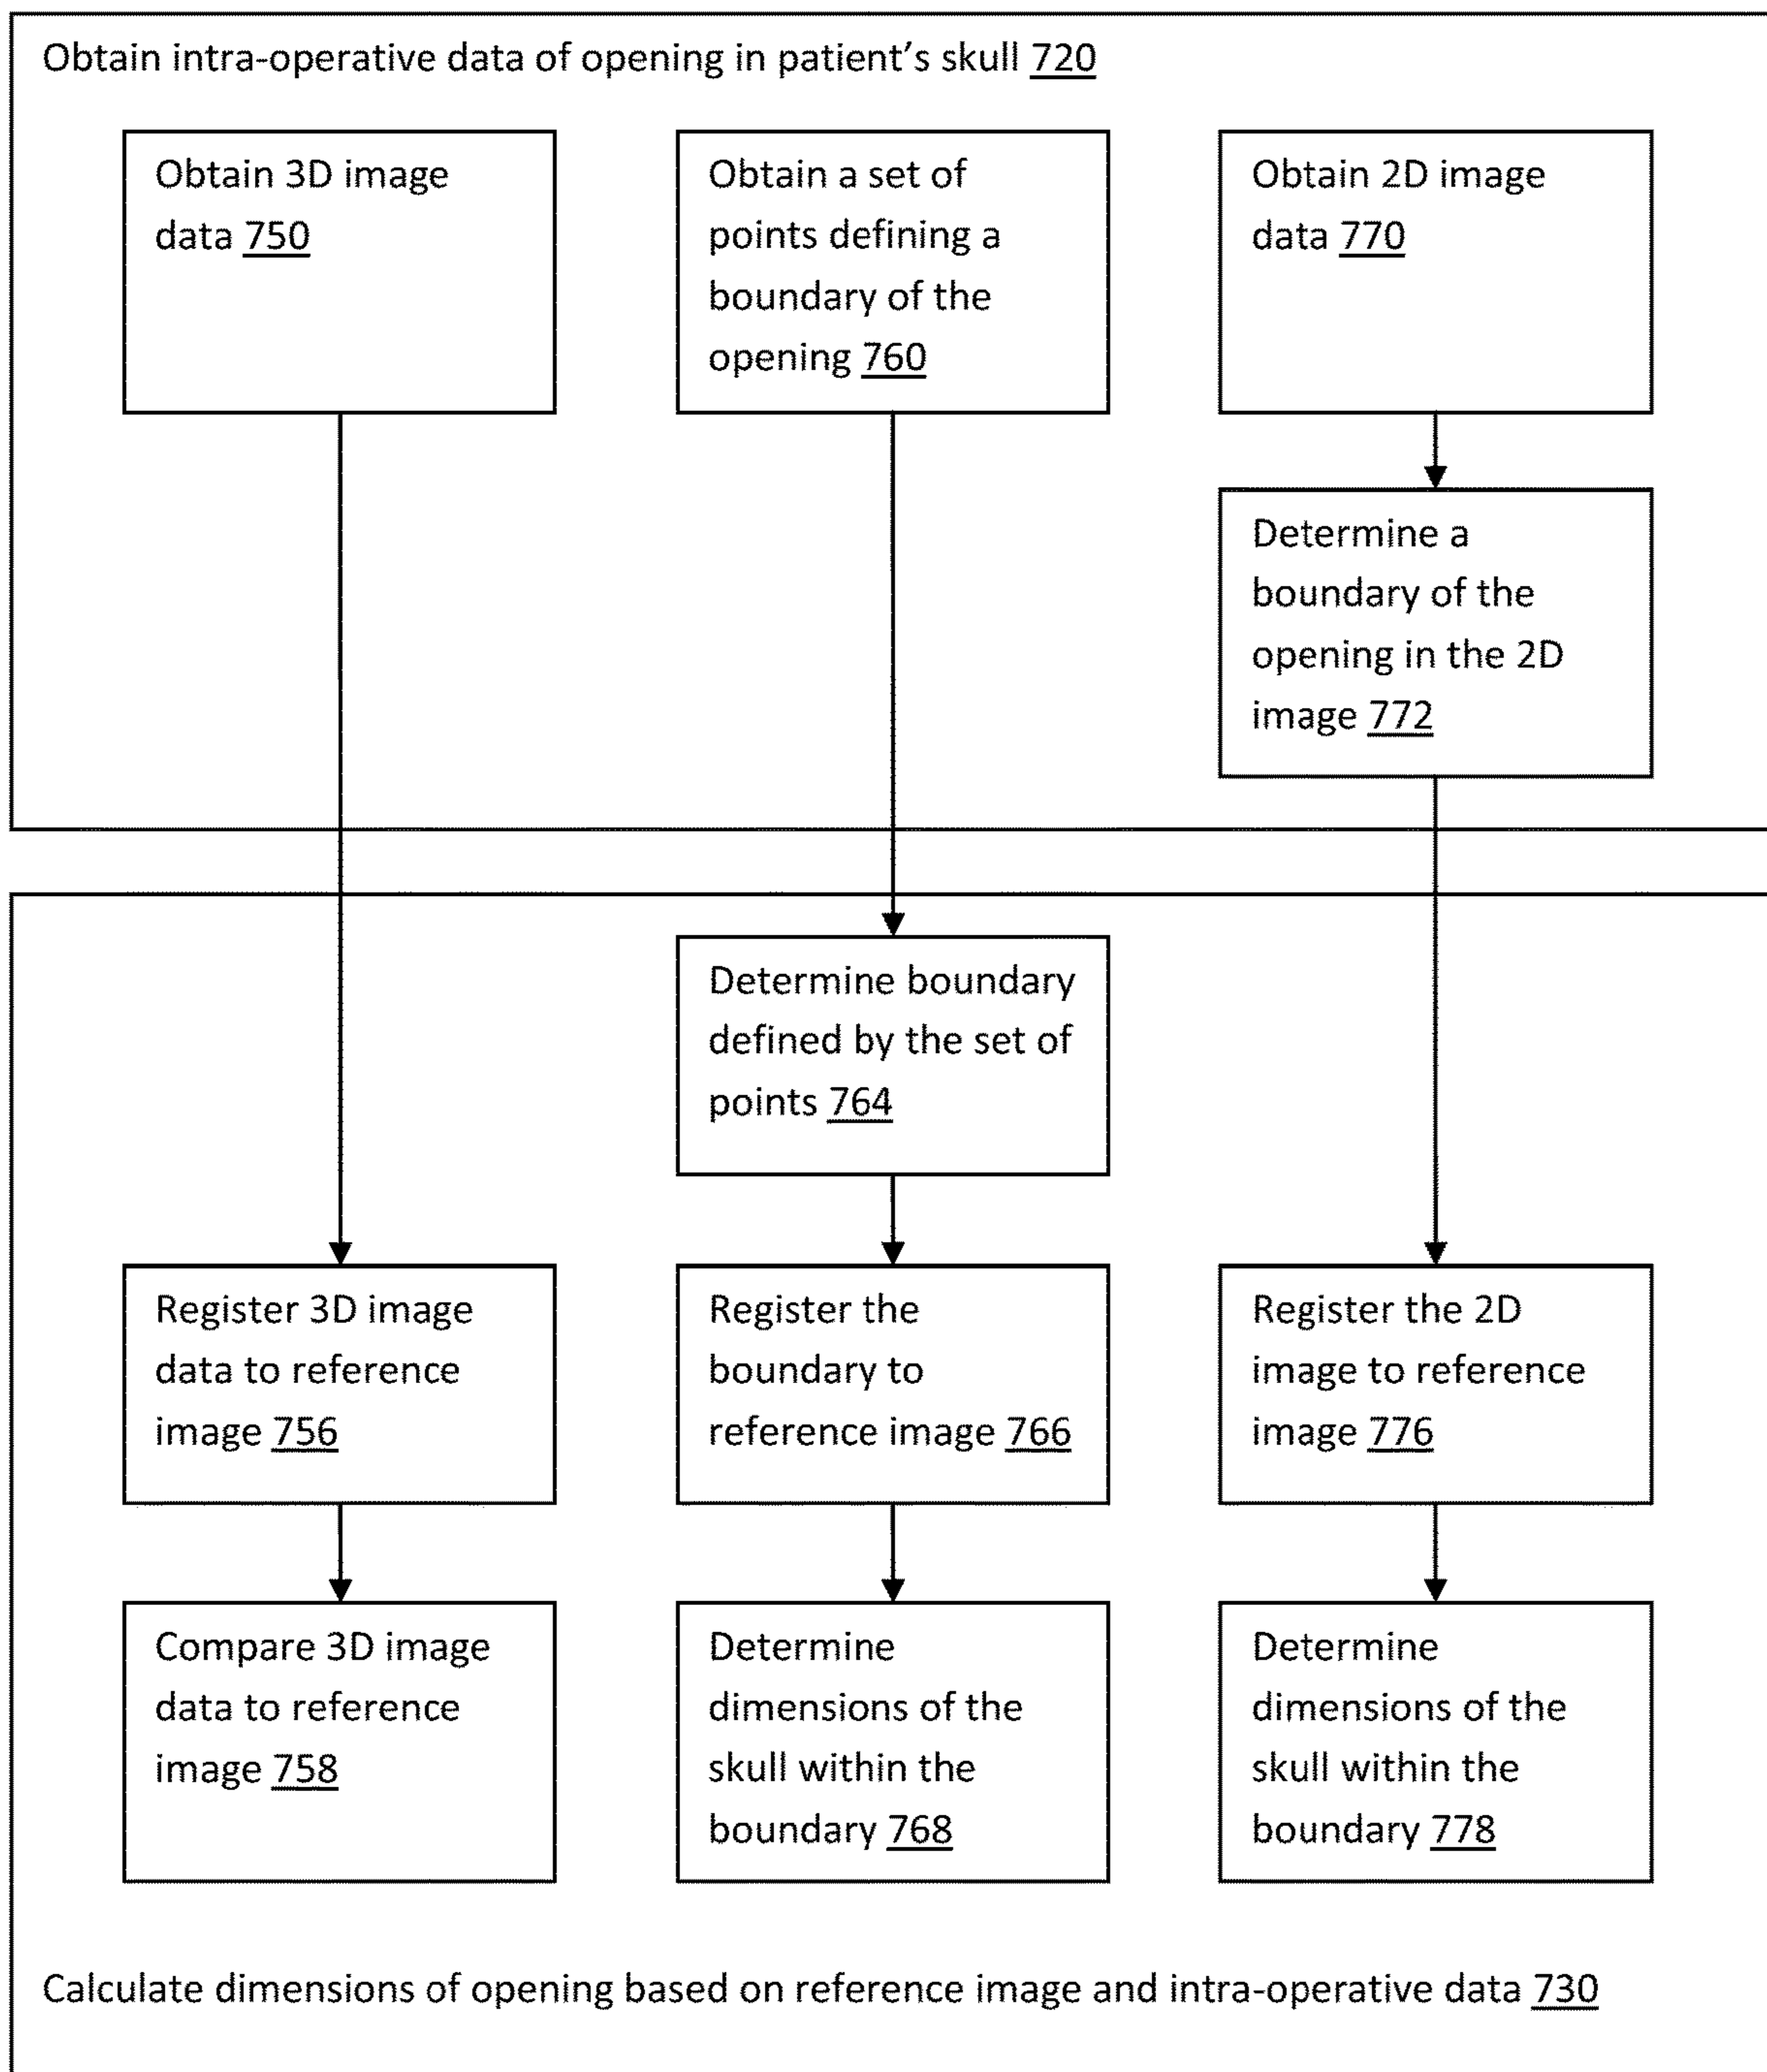 Obtain intra-operative data of opening in patient’s skull 720
Obtain 3D image
data 750
Obtain a set of
points defining a
boundary of the
opening 760
Obtain 2D image
data 770
Determine a
boundary of the
opening in the 2D
image 772
Determine boundary
defined by the set of
points 764
Register 3D image
data to reference
image 756
Register the
boundary to
reference image 766
Register the 2D
image to reference
image 776
Compare 3D image
data to reference
image 758
Determine
dimensions of the
skull within the
boundary 768
Determine
dimensions of the
skull within the
boundary 778
Calculate dimensions of opening based on reference image and intra-operative data 730